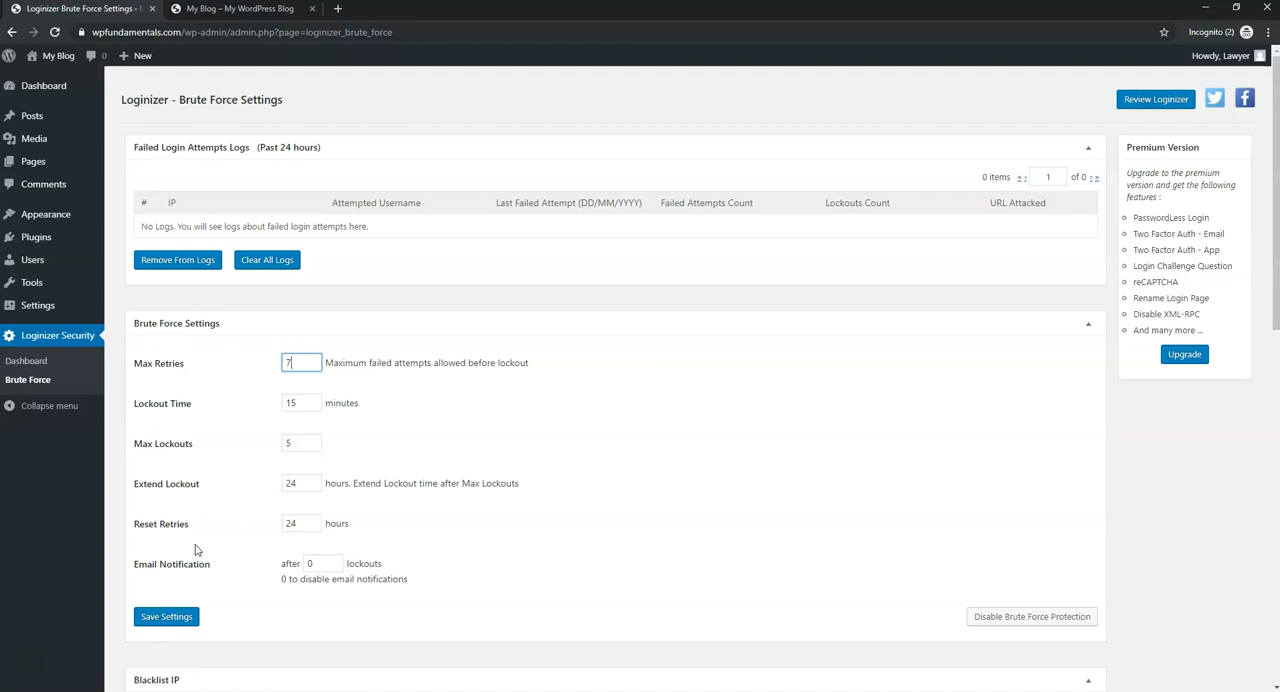 Loginizer Brute Force Settings ‹
My Blog – My WordPress Blog
wpfundamentals.com/wp-admin/admin.php?page=loginizer_brute_force
Incognito (2)
My Blog
0
New
Howdy, Lawyer
Dashboard
Posts
Media
Pages
Comments
Appearance
Plugins
Users
Tools
Settings
Loginizer Security
Dashboard
Brute Force
Collapse menu
Loginizer - Brute Force Settings
Review Loginizer
Failed Login Attempts Logs (Past 24 hours)
0 items « ‹ 1 of 0 › »
# IP Attempted Username Last Failed Attempt (DD/MM/YYYY) Failed Attempts Count Lockouts Count URL Attacked
No Logs. You will see logs about failed login attempts here.
Remove From Logs Clear All Logs
Brute Force Settings
Max Retries 7 Maximum failed attempts allowed before lockout
Lockout Time 15 minutes
Max Lockouts 5
Extend Lockout 24 hours. Extend Lockout time after Max Lockouts
Reset Retries 24 hours
Email Notification after 0 lockouts
0 to disable email notifications
Save Settings Disable Brute Force Protection
Blacklist IP
Premium Version
Upgrade to the premium
version and get the following
features :
PasswordLess Login
Two Factor Auth - Email
Two Factor Auth - App
Login Challenge Question
reCAPTCHA
Rename Login Page
Disable XML-RPC
And many more ...
Upgrade